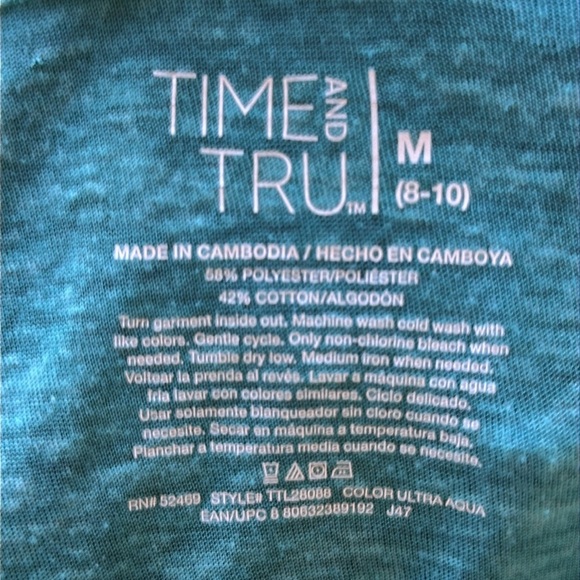 TIME AND TRU™
M
(8-10)
MADE IN CAMBODIA / HECHO EN CAMBOYA
58% POLYESTER/POLIÉSTER
42% COTTON/ALGODÓN
Turn garment inside out. Machine wash cold wash with
like colors. Gentle cycle. Only non-chlorine bleach when
needed. Tumble dry low. Medium iron when needed.
Voltear la prenda al revés. Lavar a máquina con agua
fria lavar con colores similares. Ciclo delicado.
Usar solamente blanqueador sin cloro cuando se
necesite. Secar en máquina a temperatura baja.
Planchar a temperatura media cuando se necesite.
RN# 52469 STYLE# TTL28088 COLOR ULTRA AQUA
EAN/UPC 8 80632389192 J47